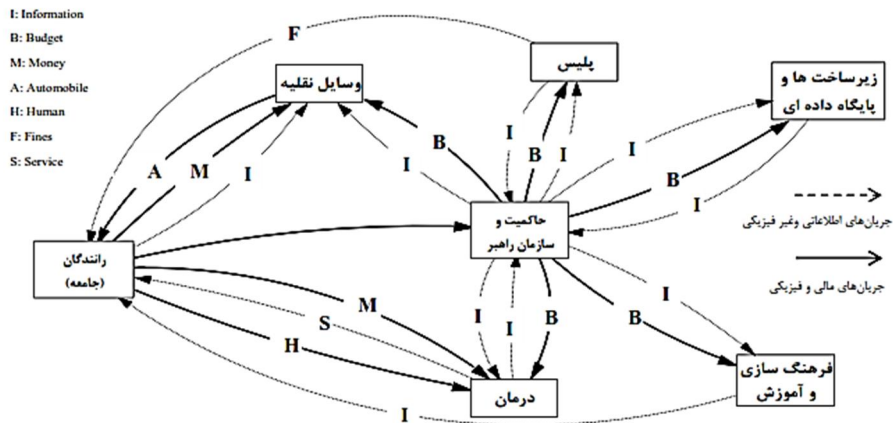 I: Information
B: Budget
M: Money
A: Automobile
H: Human
F: Fines
S: Service
F
پلیس
وسایل نقلیه
زیرساخت ها و
پایگاه داده ای
I
I
B
B
I
I
I
A
M
I
B
I
حاکمیت و
سازمان راهبر
رانندگان
(جامعه)
جریان‌های اطلاعاتی وغیر فیزیکی
جریان‌های مالی و فیزیکی
M
S
H
I
I
B
I
B
درمان
فرهنگ سازی
و آموزش
I